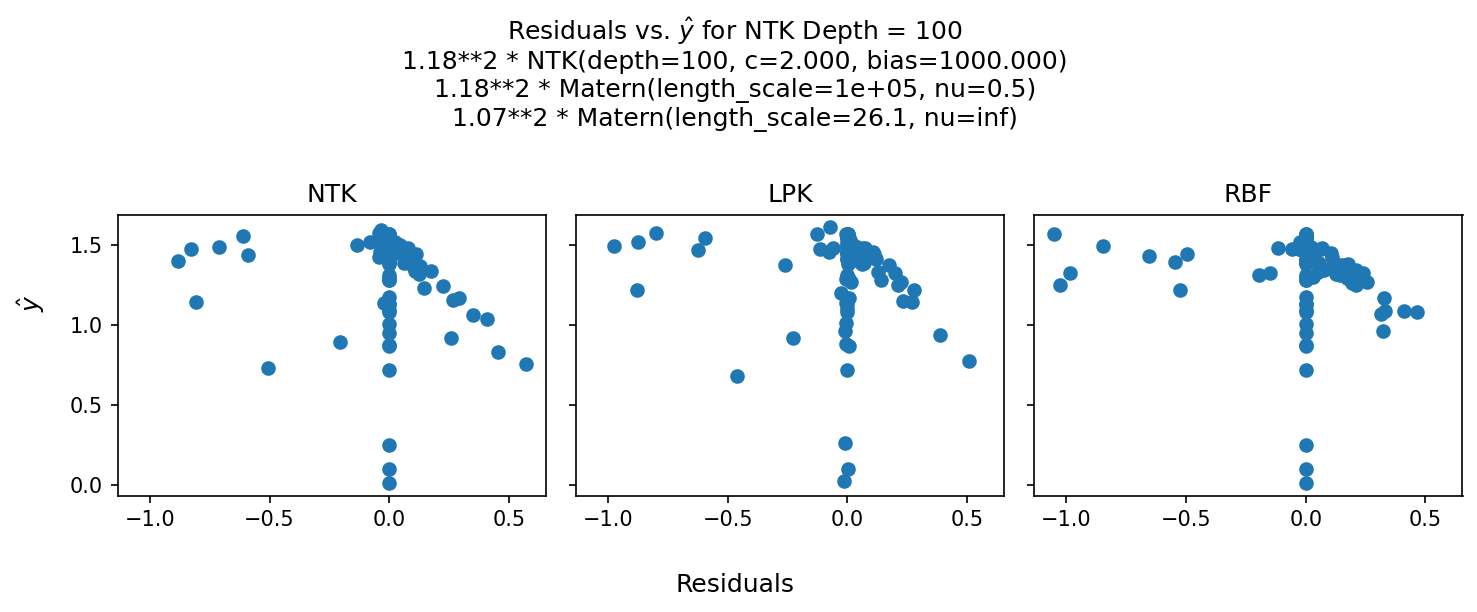 Residuals vs. ŷ for NTK Depth = 100
1.18**2 * NTK(depth=100, c=2.000, bias=1000.000)
1.18**2 * Matern(length_scale=1e+05, nu=0.5)
1.07**2 * Matern(length_scale=26.1, nu=inf)
NTK
LPK
RBF
ŷ
1.5
1.0
0.5
0.0
−1.0 −0.5 0.0 0.5
−1.0 −0.5 0.0 0.5
−1.0 −0.5 0.0 0.5
Residuals